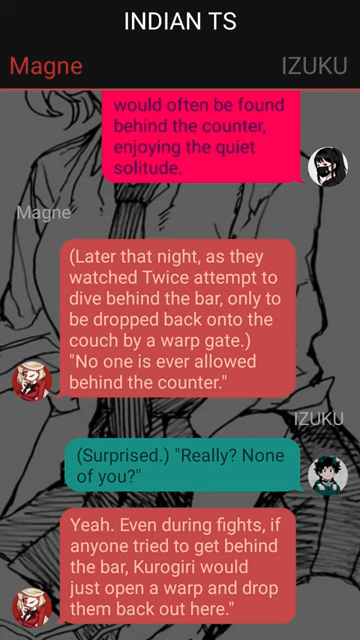 INDIAN TS
Magne IZUKU
would often be found
behind the counter,
enjoying the quiet
solitude.
Magne
(Later that night, as they
watched Twice attempt to
dive behind the bar, only to
be dropped back onto the
couch by a warp gate.)
"No one is ever allowed
behind the counter."
IZUKU
(Surprised.) "Really? None
of you?"
Yeah. Even during fights, if
anyone tried to get behind
the bar, Kurogiri would
just open a warp and drop
them back out here."